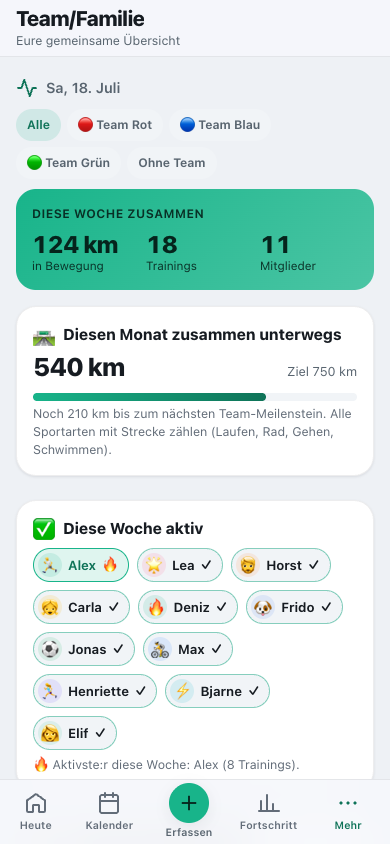 Team/Familie
Eure gemeinsame Übersicht
Sa, 18. Juli
Alle
Team Rot
Team Blau
Team Grün
Ohne Team
DIESE WOCHE ZUSAMMEN
124 km
18
11
in Bewegung
Trainings
Mitglieder
Diesen Monat zusammen unterwegs
540 km
Ziel 750 km
Noch 210 km bis zum nächsten Team-Meilenstein. Alle
Sportarten mit Strecke zählen (Laufen, Rad, Gehen,
Schwimmen).
Diese Woche aktiv
Alex
Lea ✓
Horst ✓
Carla ✓
Deniz ✓
Frido ✓
Jonas ✓
Max ✓
Henriette ✓
Bjarne ✓
Elif ✓
Aktivste:r diese Woche: Alex (8 Trainings).
Heute
Kalender
Erfassen
Fortschritt
Mehr